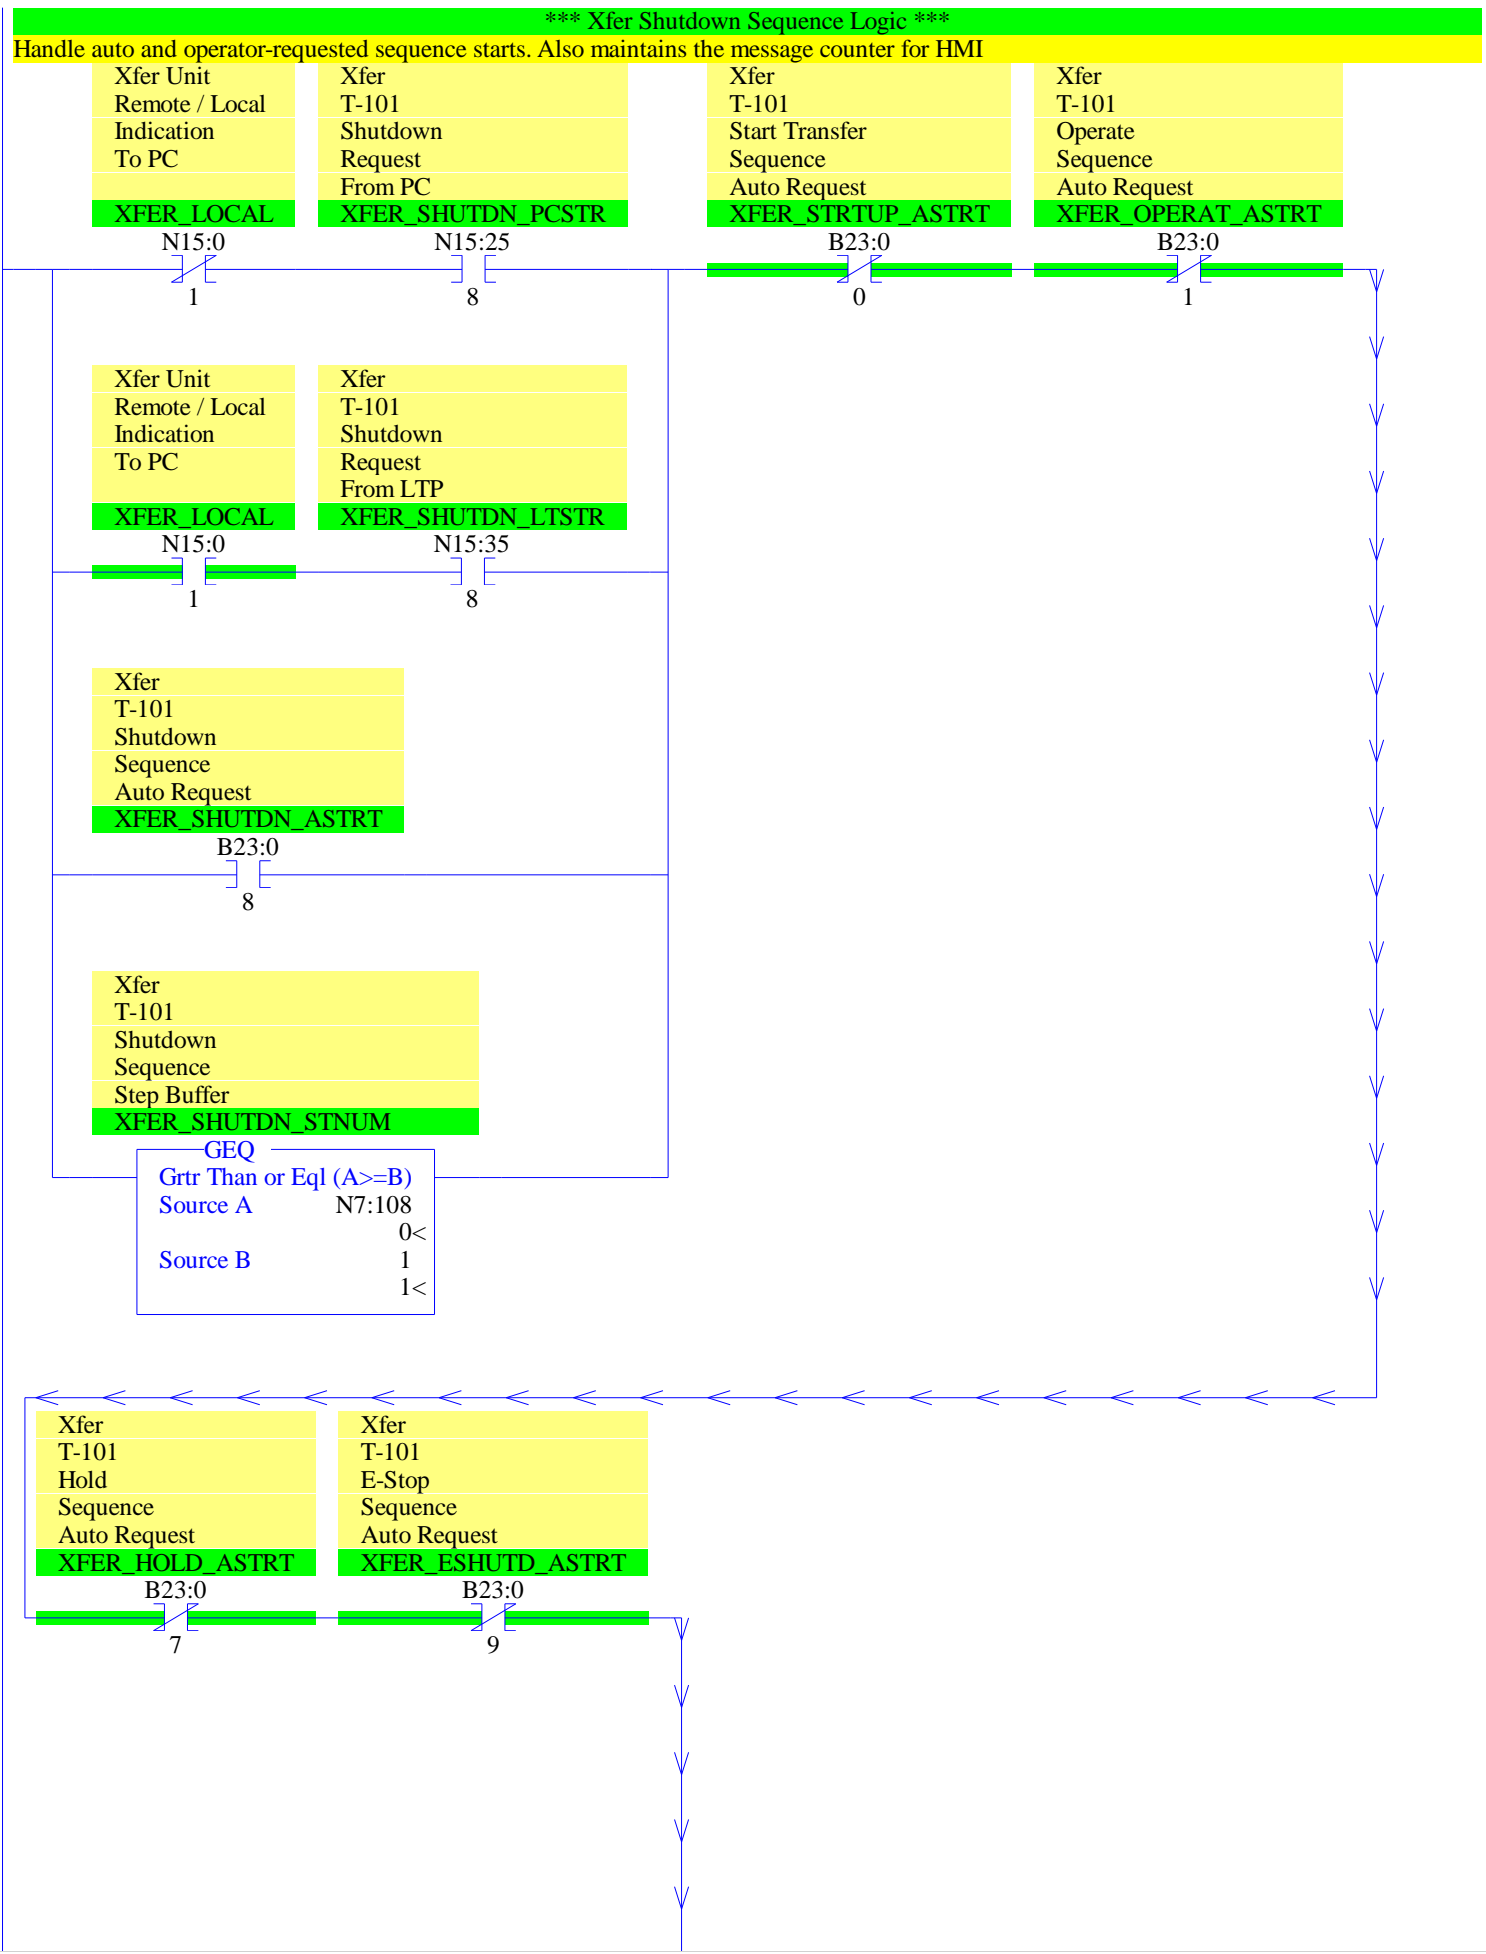 *** Xfer Shutdown Sequence Logic ***
Handle auto and operator-requested sequence starts. Also maintains the message counter for HMI
Xfer Unit
Remote / Local
Indication
To PC
XFER_LOCAL
N15:0
1
Xfer
T-101
Shutdown
Request
From PC
XFER_SHUTDN_PCSTR
N15:25
8
Xfer
T-101
Start Transfer
Sequence
Auto Request
XFER_STRTUP_ASTRT
B23:0
0
Xfer
T-101
Operate
Sequence
Auto Request
XFER_OPERAT_ASTRT
B23:0
1
Xfer Unit
Remote / Local
Indication
To PC
XFER_LOCAL
N15:0
1
Xfer
T-101
Shutdown
Request
From LTP
XFER_SHUTDN_LTSTR
N15:35
8
Xfer
T-101
Shutdown
Sequence
Auto Request
XFER_SHUTDN_ASTRT
B23:0
8
Xfer
T-101
Shutdown
Sequence
Step Buffer
XFER_SHUTDN_STNUM
GEQ
Grtr Than or Eql (A>=B)
Source A N7:108
0<
Source B 1
1<
Xfer
T-101
Hold
Sequence
Auto Request
XFER_HOLD_ASTRT
B23:0
7
Xfer
T-101
E-Stop
Sequence
Auto Request
XFER_ESHUTD_ASTRT
B23:0
9